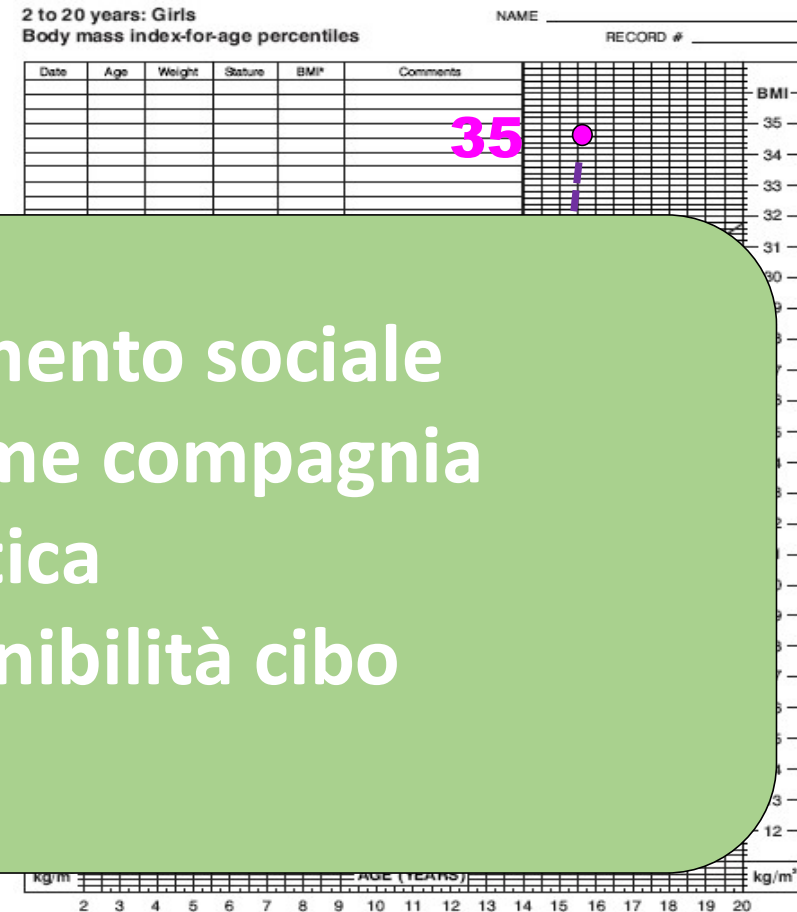 2 to 20 years: Girls
Body mass index-for-age percentiles
NAME
RECORD #
Date Age Weight Stature BMI* Comments
BMI
35
35
34
33
32
31
30
mento sociale
me compagnia
tica
nibilità cibo
3
12
kg/m
AGE (YEARS)
kg/m²
2 3 4 5 6 7 8 9 10 11 12 13 14 15 16 17 18 19 20